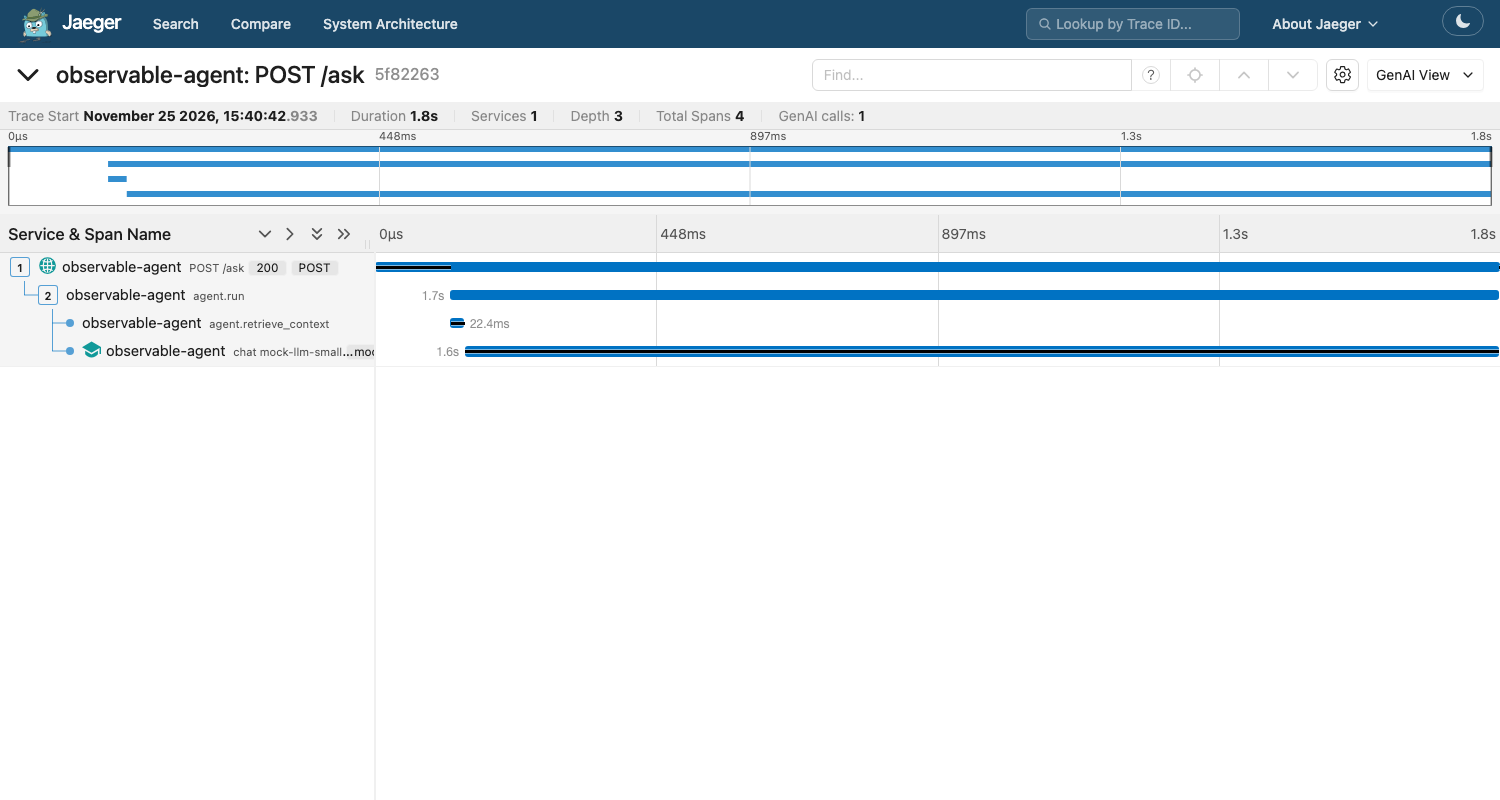 Jaeger Search Compare System Architecture Lookup by Trace ID... About Jaeger
observable-agent: POST /ask 5f82263 Find... ? GenAI View
Trace Start November 25 2026, 15:40:42.933 Duration 1.8s Services 1 Depth 3 Total Spans 4 GenAI calls: 1
0μs 448ms 897ms 1.3s 1.8s
Service & Span Name 0μs 448ms 897ms 1.3s 1.8s
1 observable-agent POST /ask 200 POST
2 observable-agent agent.run 1.7s
observable-agent agent.retrieve_context 22.4ms
observable-agent chat mock-llm-small... moc 1.6s